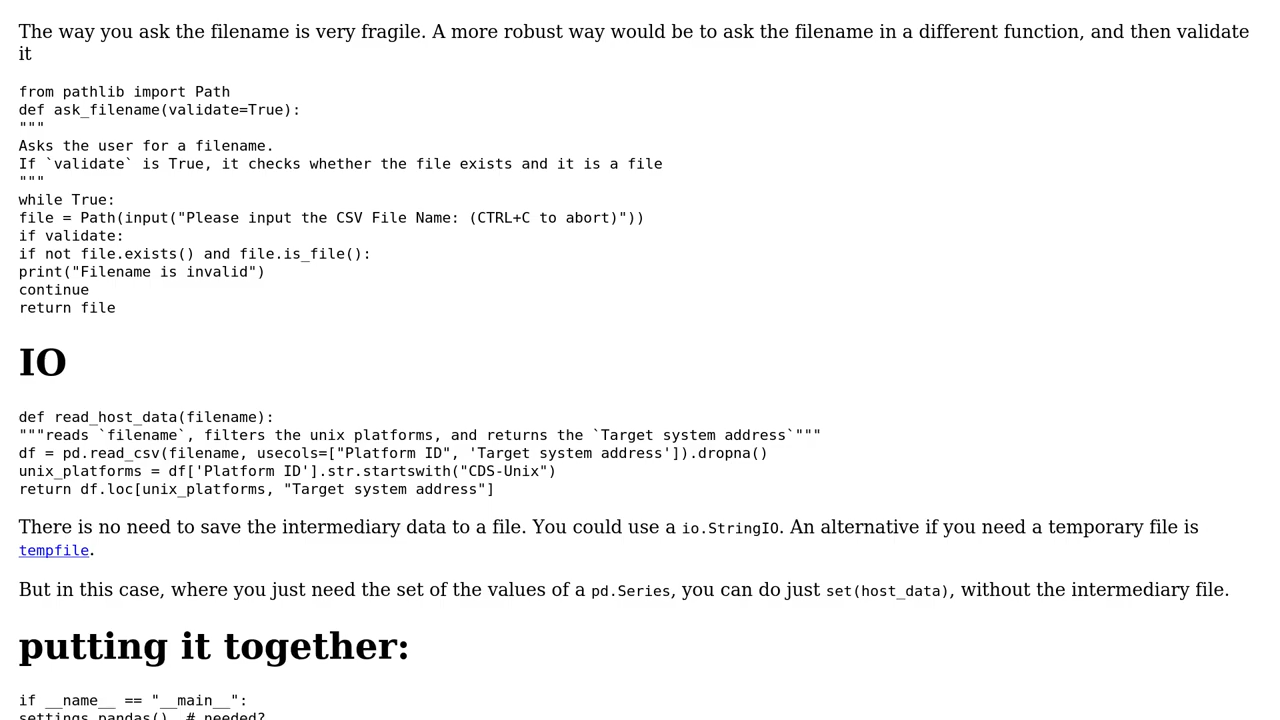 The way you ask the filename is very fragile. A more robust way would be to ask the filename in a different function, and then validate
it
from pathlib import Path
def ask_filename(validate=True):
"""
Asks the user for a filename.
If `validate` is True, it checks whether the file exists and it is a file
"""
while True:
file = Path(input("Please input the CSV File Name: (CTRL+C to abort)"))
if validate:
if not file.exists() and file.is_file():
print("Filename is invalid")
continue
return file
IO
def read_host_data(filename):
"""reads `filename`, filters the unix platforms, and returns the `Target system address`"""
df = pd.read_csv(filename, usecols=["Platform ID", 'Target system address']).dropna()
unix_platforms = df['Platform ID'].str.startswith("CDS-Unix")
return df.loc[unix_platforms, "Target system address"]
There is no need to save the intermediary data to a file. You could use a io.StringIO. An alternative if you need a temporary file is
tempfile.
But in this case, where you just need the set of the values of a pd.Series, you can do just set(host_data), without the intermediary file.
putting it together:
if __name__ == "__main__":
settings_pandas()  # needed?